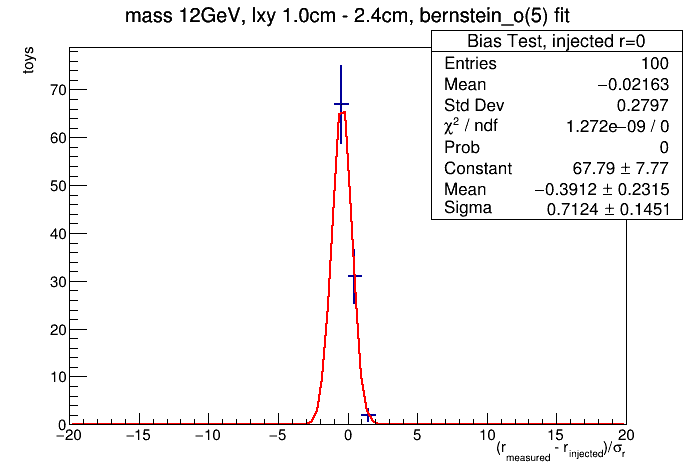 mass 12GeV, lxy 1.0cm - 2.4cm, bernstein_o(5) fit
Bias Test, injected r=0
Entries 100
Mean −0.02163
Std Dev 0.2797
χ² / ndf 1.272e−09 / 0
Prob 0
Constant 67.79 ± 7.77
Mean −0.3912 ± 0.2315
Sigma 0.7124 ± 0.1451
toys
70
60
50
40
30
20
10
0
−20 −15 −10 −5 0 5 10 15 20
(r_measured - r_injected)/σ_r